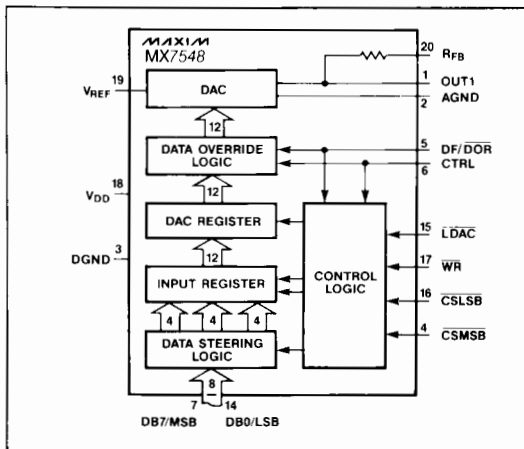 MAXIM
MX7548
20 RFB
1 OUT1
2 AGND
19 VREF
DAC
12
DATA OVERRIDE LOGIC
5 DF/DOR
6 CTRL
12
18 VDD
DAC REGISTER
3 DGND
12
INPUT REGISTER
CONTROL LOGIC
15 LDAC
17 WR
16 CSLSB
4 CSMSB
4 4 4
DATA STEERING LOGIC
8
7 14
DB7/MSB DB0/LSB